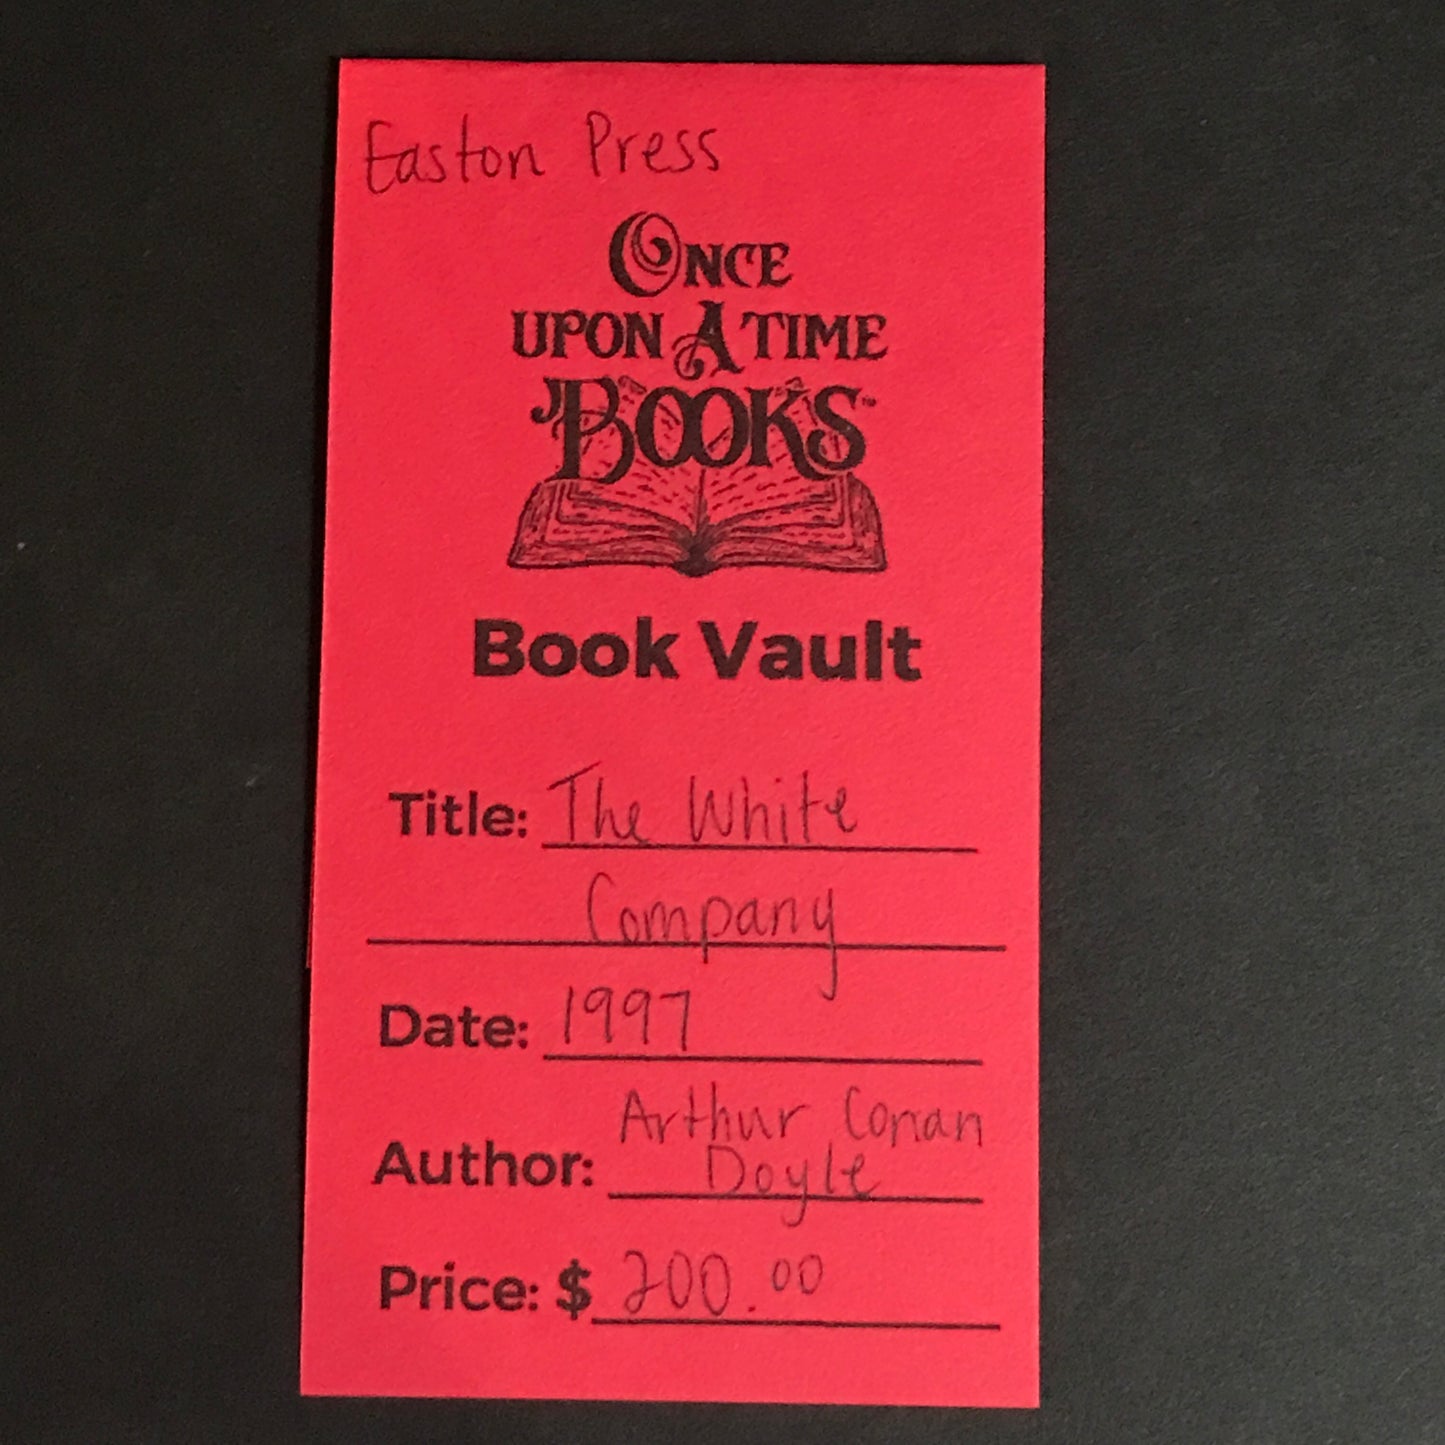 Easton Press
ONCE
UPON A TIME
BOOKS™
Book Vault
Title: The White
Company
Date: 1997
Arthur Conan
Author: Doyle
Price: $ 200.00